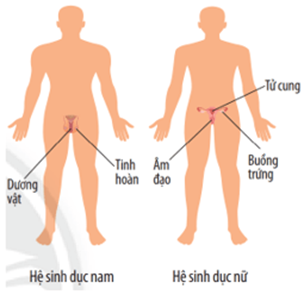 Tử cung
Dương
vật
Tinh
hoàn
Âm
đạo
Buồng
trứng
Hệ sinh dục nam
Hệ sinh dục nữ